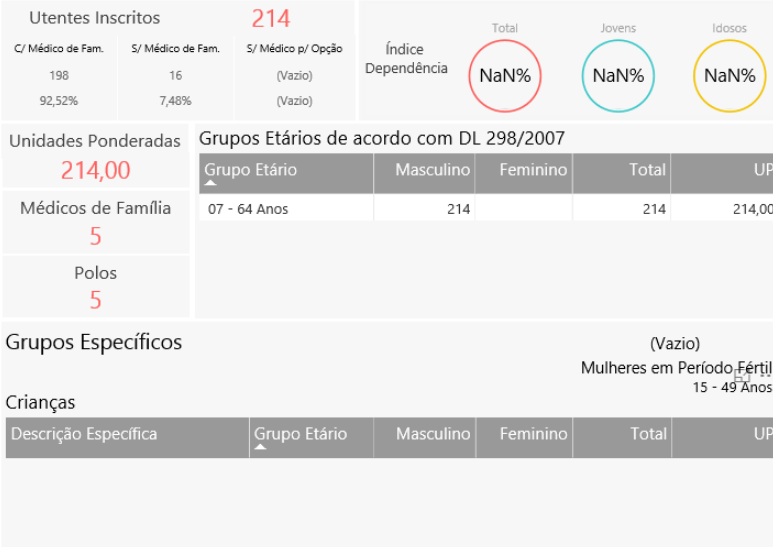 Utentes Inscritos 214
C/ Médico de Fam. S/ Médico de Fam. S/ Médico p/ Opção
198 16 (Vazio)
92,52% 7,48% (Vazio)
Índice
Dependência
Total Jovens Idosos
NaN% NaN% NaN%
Unidades Ponderadas
214,00
Médicos de Família
5
Polos
5
Grupos Etários de acordo com DL 298/2007
Grupo Etário Masculino Feminino Total UP
07 - 64 Anos 214 214 214,00
Grupos Específicos
(Vazio)
Mulheres em Período Fértil
15 - 49 Anos
Crianças
Descrição Específica Grupo Etário Masculino Feminino Total UP